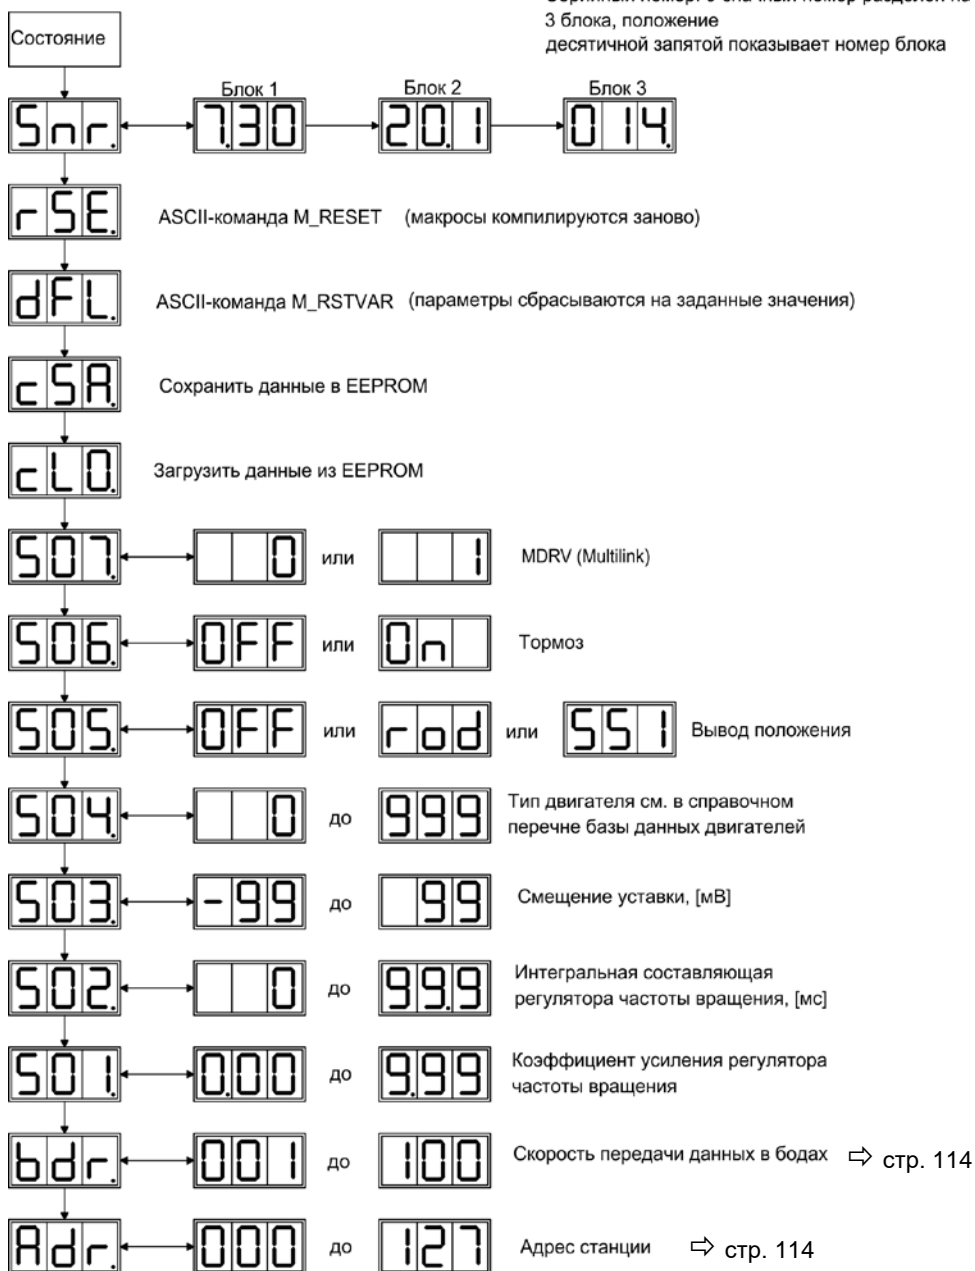 3 блока, положение
десятичной запятой показывает номер блока
Состояние
Блок 1 Блок 2 Блок 3
Snr. 7.30 20.1 014.
rSE. ASCII-команда M_RESET (макросы компилируются заново)
dFL. ASCII-команда M_RSTVAR (параметры сбрасываются на заданные значения)
cSA. Сохранить данные в EEPROM
cLO. Загрузить данные из EEPROM
S07. 0 или 1 MDRV (Multilink)
S06. OFF или On Тормоз
S05. OFF или rod или SS1 Вывод положения
S04. 0 до 999 Тип двигателя см. в справочном
перечне базы данных двигателей
S03. -99 до 99 Смещение уставки, [мВ]
S02. 0 до 99.9 Интегральная составляющая
регулятора частоты вращения, [мс]
S01. 0.00 до 9.99 Коэффициент усиления регулятора
частоты вращения
bdr. 001 до 100 Скорость передачи данных в бодах ⇨ стр. 114
Adr. 000 до 127 Адрес станции ⇨ стр. 114